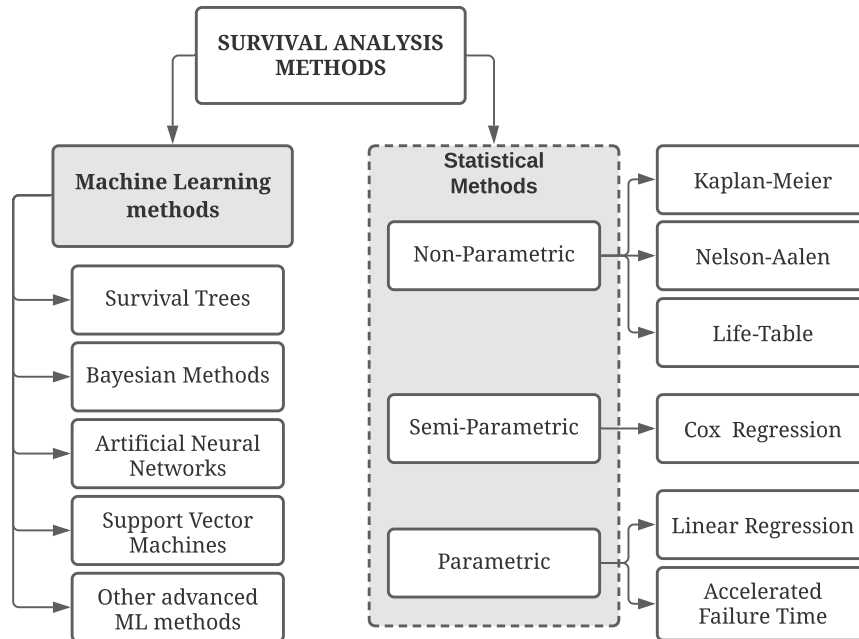 SURVIVAL ANALYSIS
METHODS
Machine Learning
methods
Survival Trees
Bayesian Methods
Artificial Neural
Networks
Support Vector
Machines
Other advanced
ML methods
Statistical
Methods
Non-Parametric
Kaplan-Meier
Nelson-Aalen
Life-Table
Semi-Parametric
Cox Regression
Parametric
Linear Regression
Accelerated
Failure Time